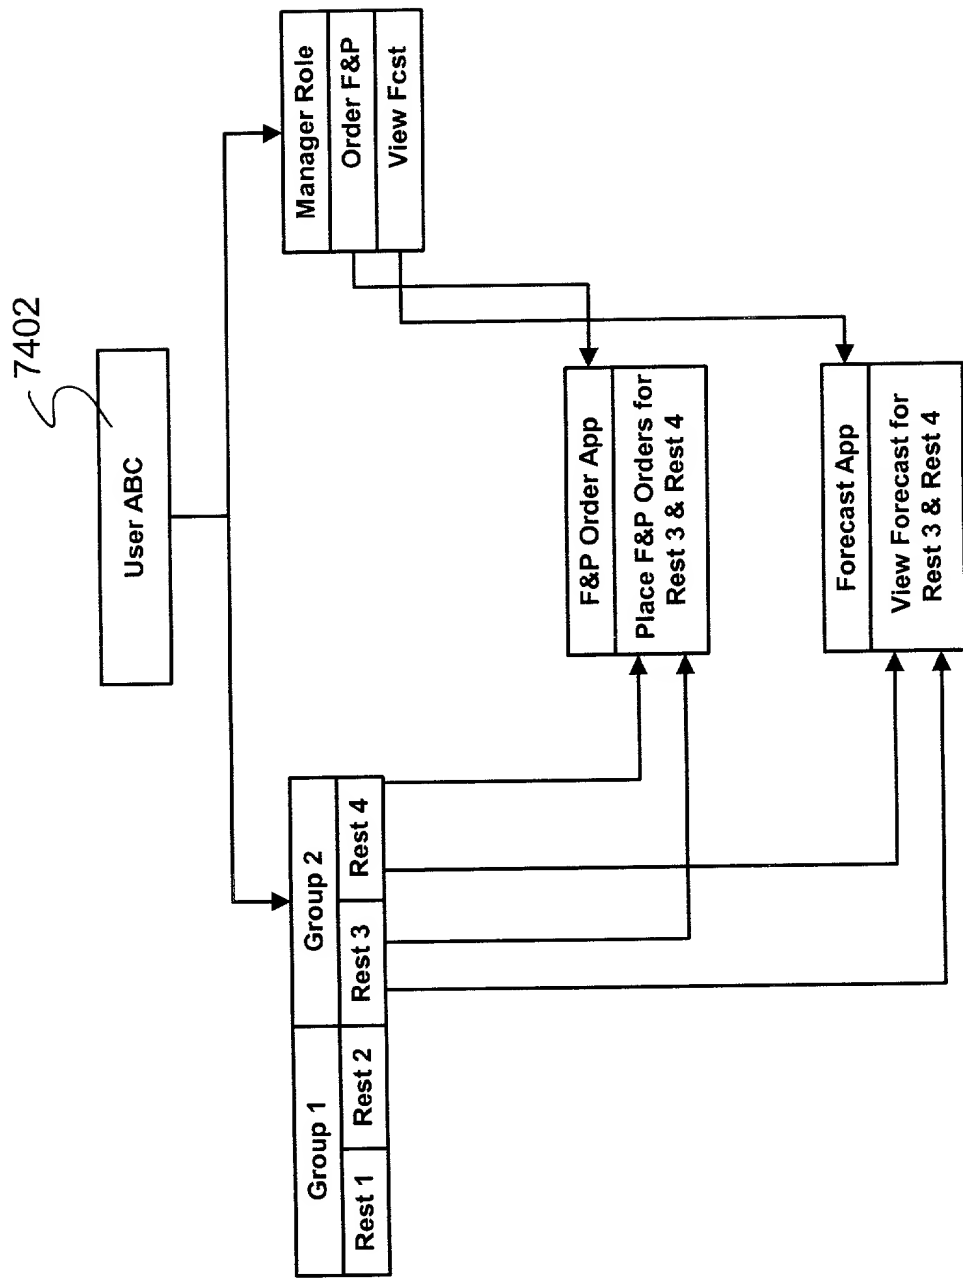 7402
User ABC
Group 1
Group 2
Rest 1
Rest 2
Rest 3
Rest 4
Manager Role
Order F&P
View Fcst
F&P Order App
Place F&P Orders for
Rest 3 & Rest 4
Forecast App
View Forecast for
Rest 3 & Rest 4